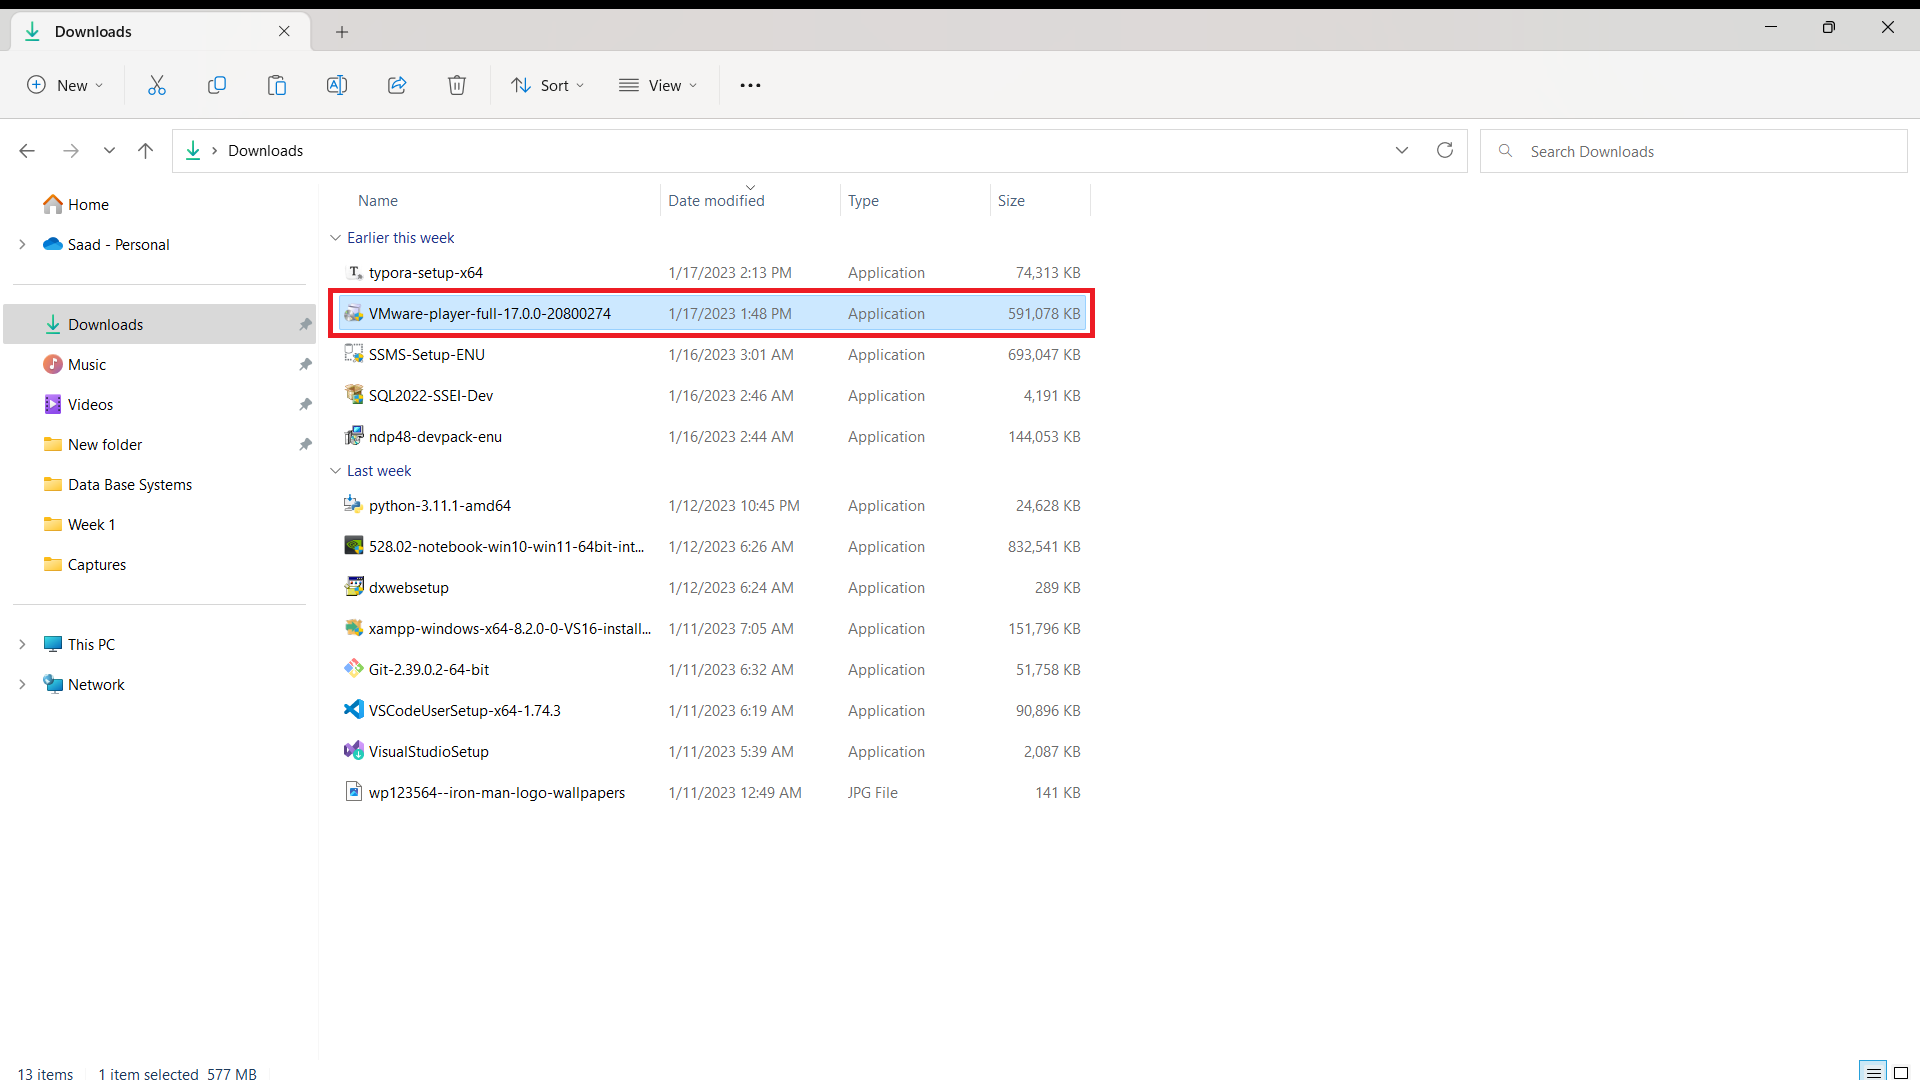 Downloads
New
Sort
View
Downloads
Search Downloads
Home
Saad - Personal
Downloads
Music
Videos
New folder
Data Base Systems
Week 1
Captures
This PC
Network
Name Date modified Type Size
Earlier this week
typora-setup-x64 1/17/2023 2:13 PM Application 74,313 KB
VMware-player-full-17.0.0-20800274 1/17/2023 1:48 PM Application 591,078 KB
SSMS-Setup-ENU 1/16/2023 3:01 AM Application 693,047 KB
SQL2022-SSEI-Dev 1/16/2023 2:46 AM Application 4,191 KB
ndp48-devpack-enu 1/16/2023 2:44 AM Application 144,053 KB
Last week
python-3.11.1-amd64 1/12/2023 10:45 PM Application 24,628 KB
528.02-notebook-win10-win11-64bit-int... 1/12/2023 6:26 AM Application 832,541 KB
dxwebsetup 1/12/2023 6:24 AM Application 289 KB
xampp-windows-x64-8.2.0-0-VS16-install... 1/11/2023 7:05 AM Application 151,796 KB
Git-2.39.0.2-64-bit 1/11/2023 6:32 AM Application 51,758 KB
VSCodeUserSetup-x64-1.74.3 1/11/2023 6:19 AM Application 90,896 KB
VisualStudioSetup 1/11/2023 5:39 AM Application 2,087 KB
wp123564--iron-man-logo-wallpapers 1/11/2023 12:49 AM JPG File 141 KB
13 items 1 item selected 577 MB